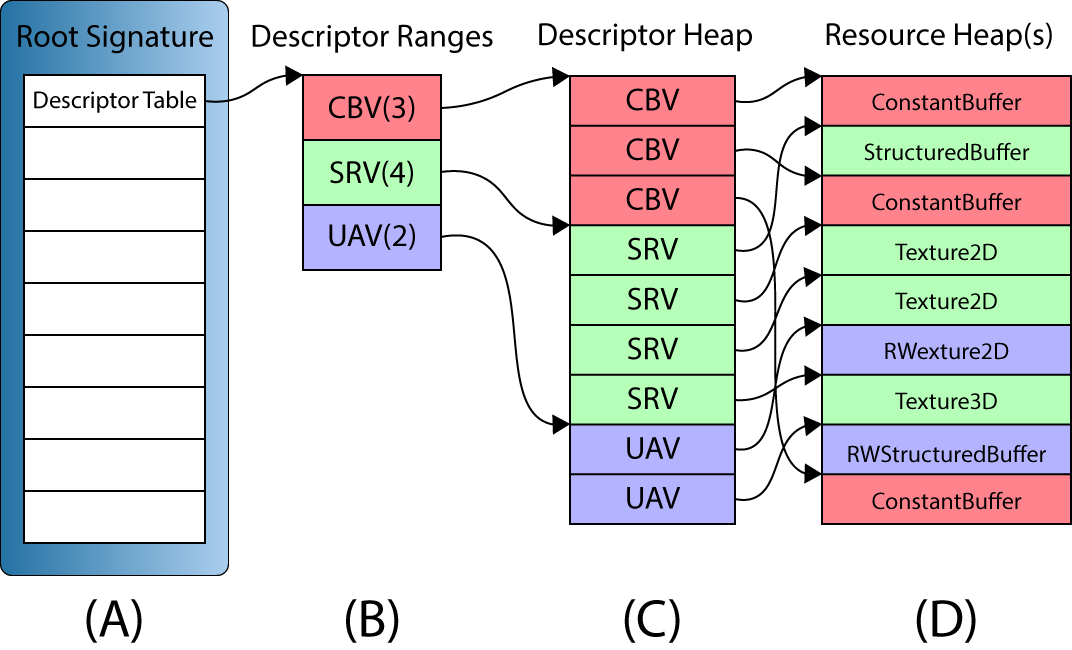 Root Signature
Descriptor Table
(A)
Descriptor Ranges
CBV(3)
SRV(4)
UAV(2)
(B)
Descriptor Heap
CBV
CBV
CBV
SRV
SRV
SRV
SRV
UAV
UAV
(C)
Resource Heap(s)
ConstantBuffer
StructuredBuffer
ConstantBuffer
Texture2D
Texture2D
RWexture2D
Texture3D
RWStructuredBuffer
ConstantBuffer
(D)